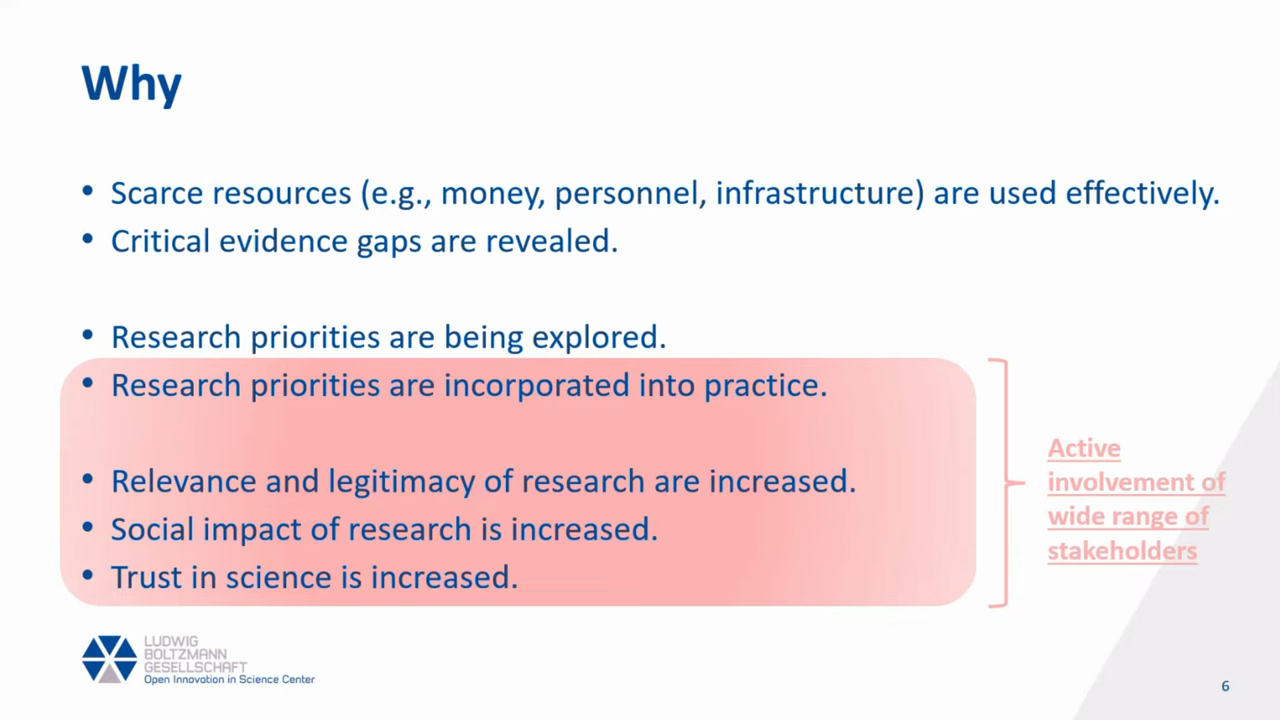 Why
• Scarce resources (e.g., money, personnel, infrastructure) are used effectively.
• Critical evidence gaps are revealed.
• Research priorities are being explored.
• Research priorities are incorporated into practice.
• Relevance and legitimacy of research are increased.
• Social impact of research is increased.
• Trust in science is increased.
Active
involvement of
wide range of
stakeholders
LUDWIG
BOLTZMANN
GESELLSCHAFT
Open Innovation in Science Center
6